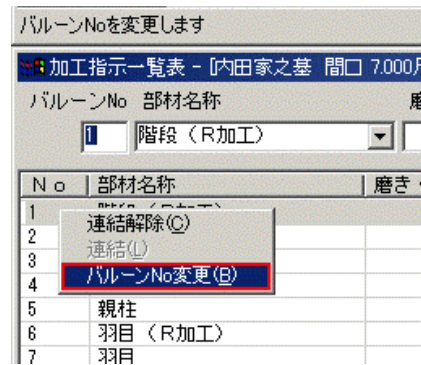 バルーンNoを変更します
加工指示一覧表 - [内田家之墓 間口 7.000尺
バルーンNo 部材名称
1 階段（R加工）
No 部材名称 磨き・
1
連結解除(C)
2
連結(L)
3
バルーンNo変更(B)
4
5 親柱
6 羽目（R加工）
7 羽目